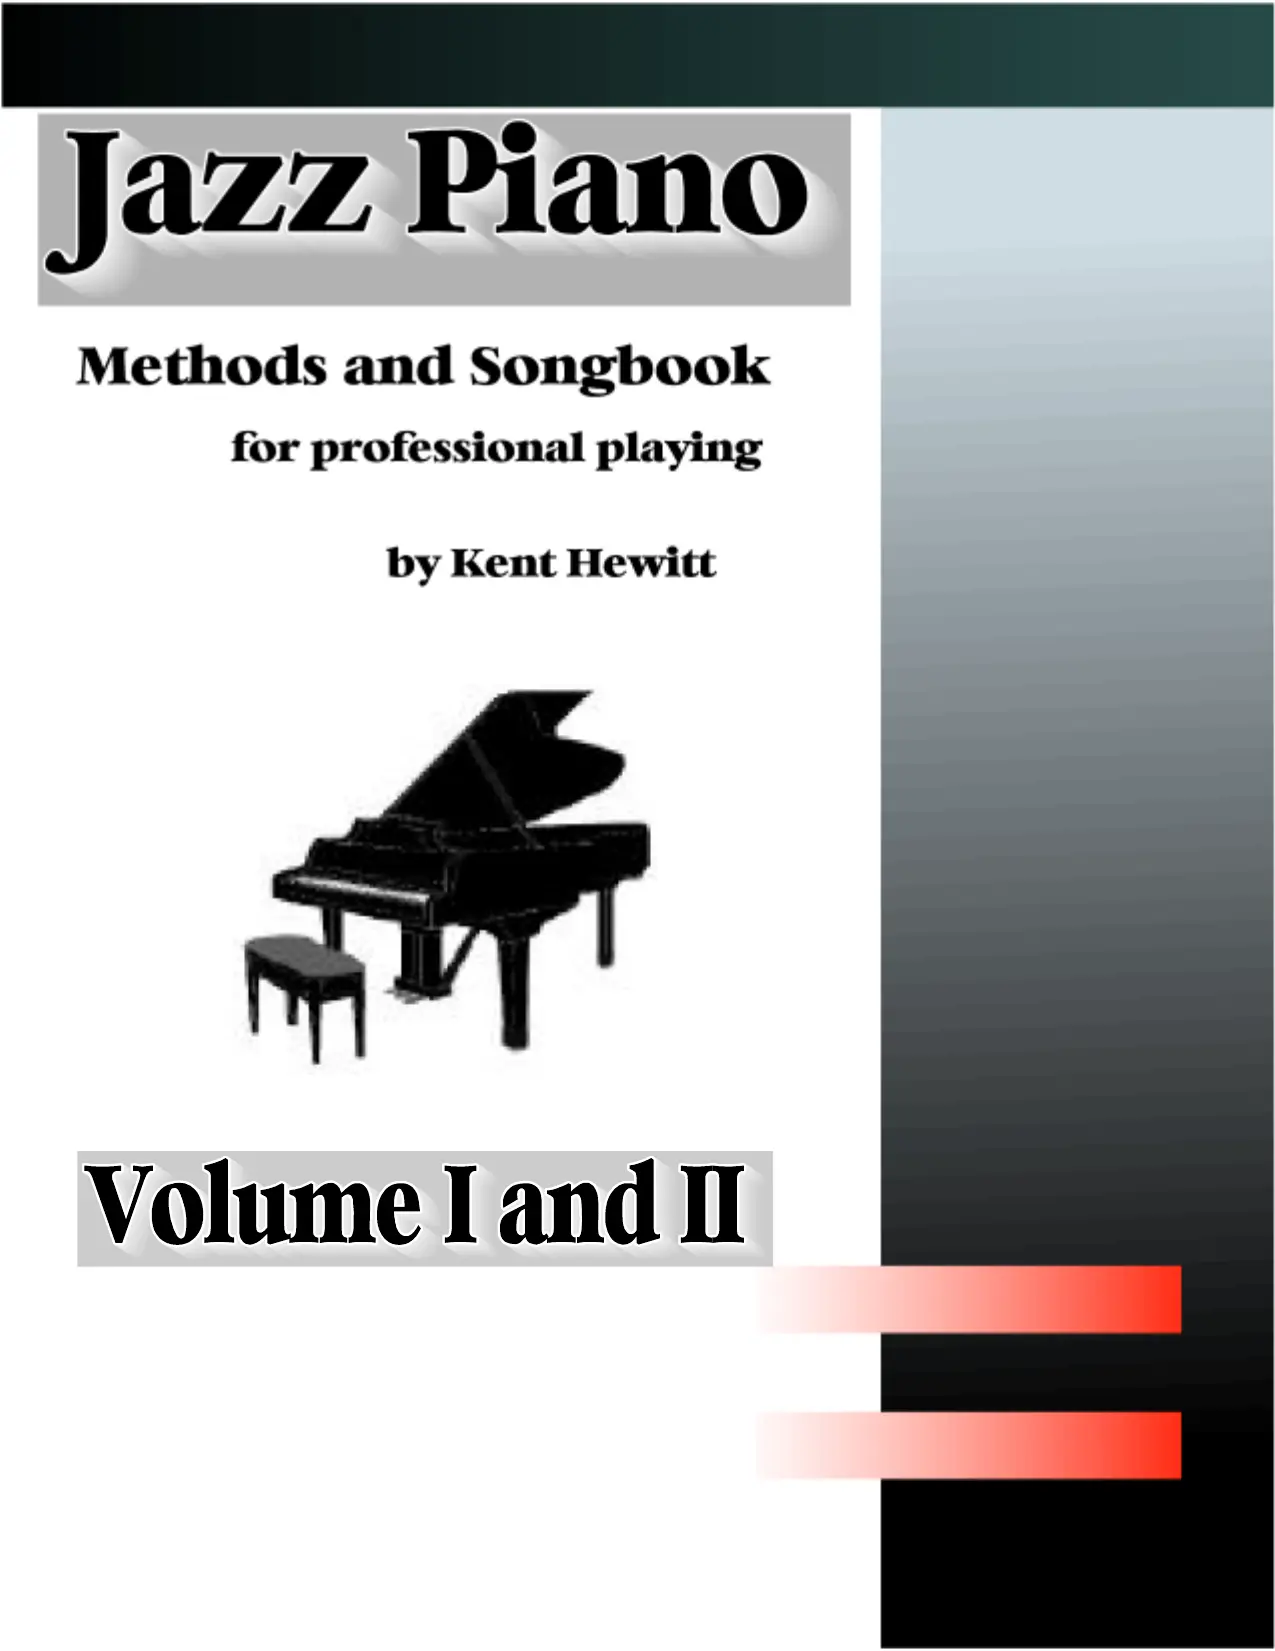 Jazz Piano
Methods and Songbook
for professional playing
by Kent Hewitt
Volume I and II